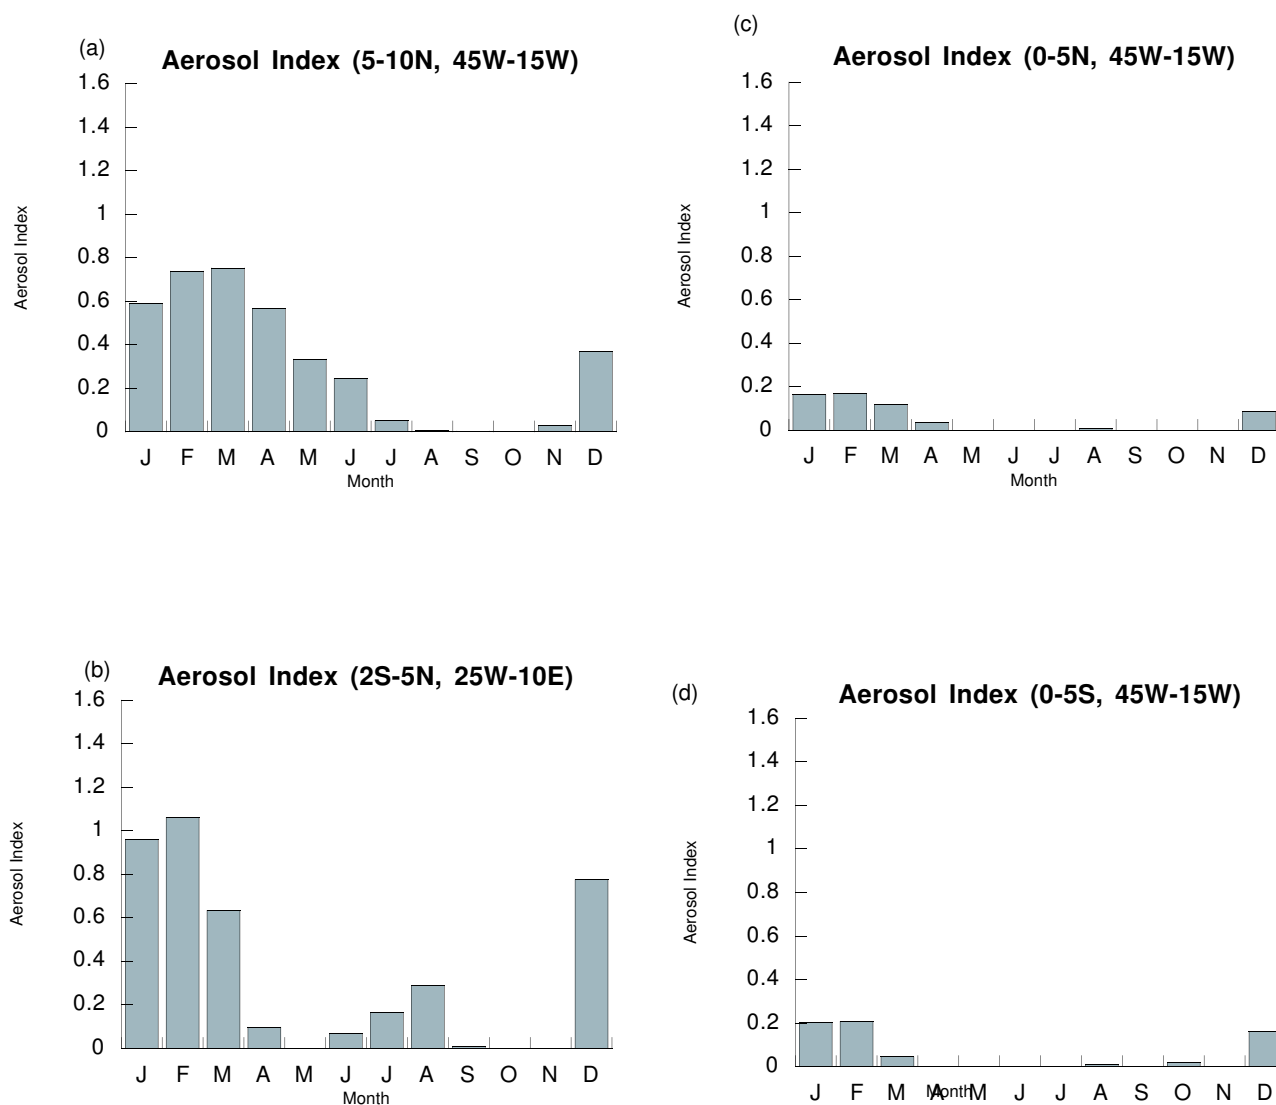 (a)
Aerosol Index (5-10N, 45W-15W)
1.6
1.4
1.2
1
0.8
0.6
0.4
0.2
0
Aerosol Index
J F M A M J J A S O N D
Month
(c)
Aerosol Index (0-5N, 45W-15W)
1.6
1.4
1.2
1
0.8
0.6
0.4
0.2
0
Aerosol Index
J F M A M J J A S O N D
Month
(b)
Aerosol Index (2S-5N, 25W-10E)
1.6
1.4
1.2
1
0.8
0.6
0.4
0.2
0
Aerosol Index
J F M A M J J A S O N D
Month
(d)
Aerosol Index (0-5S, 45W-15W)
1.6
1.4
1.2
1
0.8
0.6
0.4
0.2
0
Aerosol Index
J F M A M J J A S O N D
Month